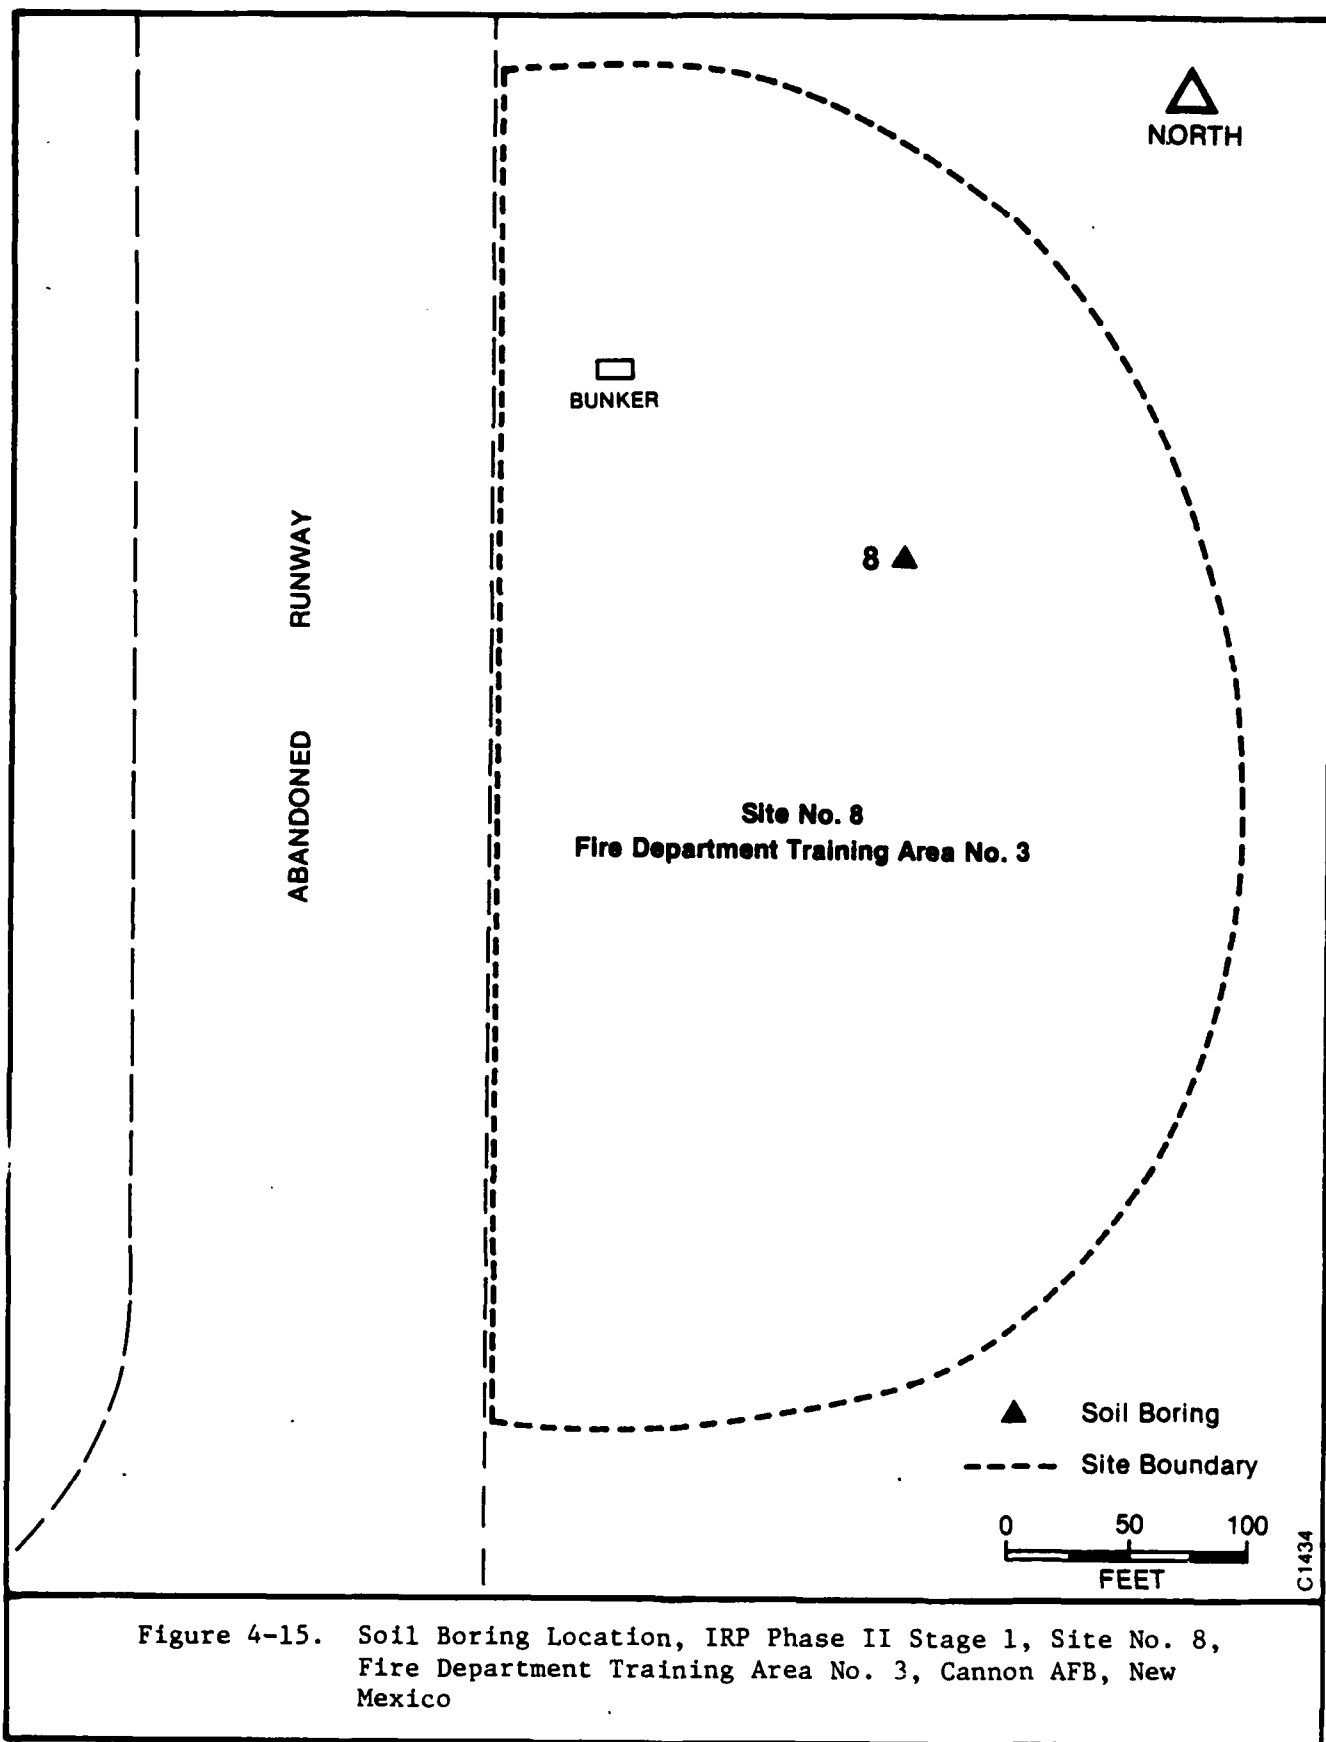 NORTH
BUNKER
8
ABANDONED RUNWAY
Site No. 8
Fire Department Training Area No. 3
Soil Boring
Site Boundary
0 50 100
FEET
C1434
Figure 4-15. Soil Boring Location, IRP Phase II Stage 1, Site No. 8,
Fire Department Training Area No. 3, Cannon AFB, New
Mexico